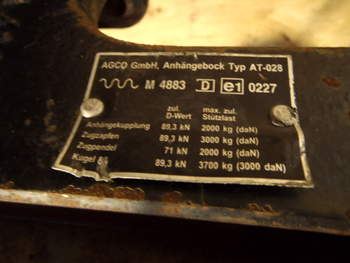 AGCO GmbH, Anhängebock Typ AT-028
M 4883 D e1 0227
zul. max. zul.
D-Wert Stützlast
Anhängekupplung 89,3 kN 2000 kg (daN)
Zugzapfen 89,3 kN 3000 kg (daN)
Zugpendel 71 kN 2000 kg (daN)
Kugel 89,3 kN 3700 kg (3000 daN)